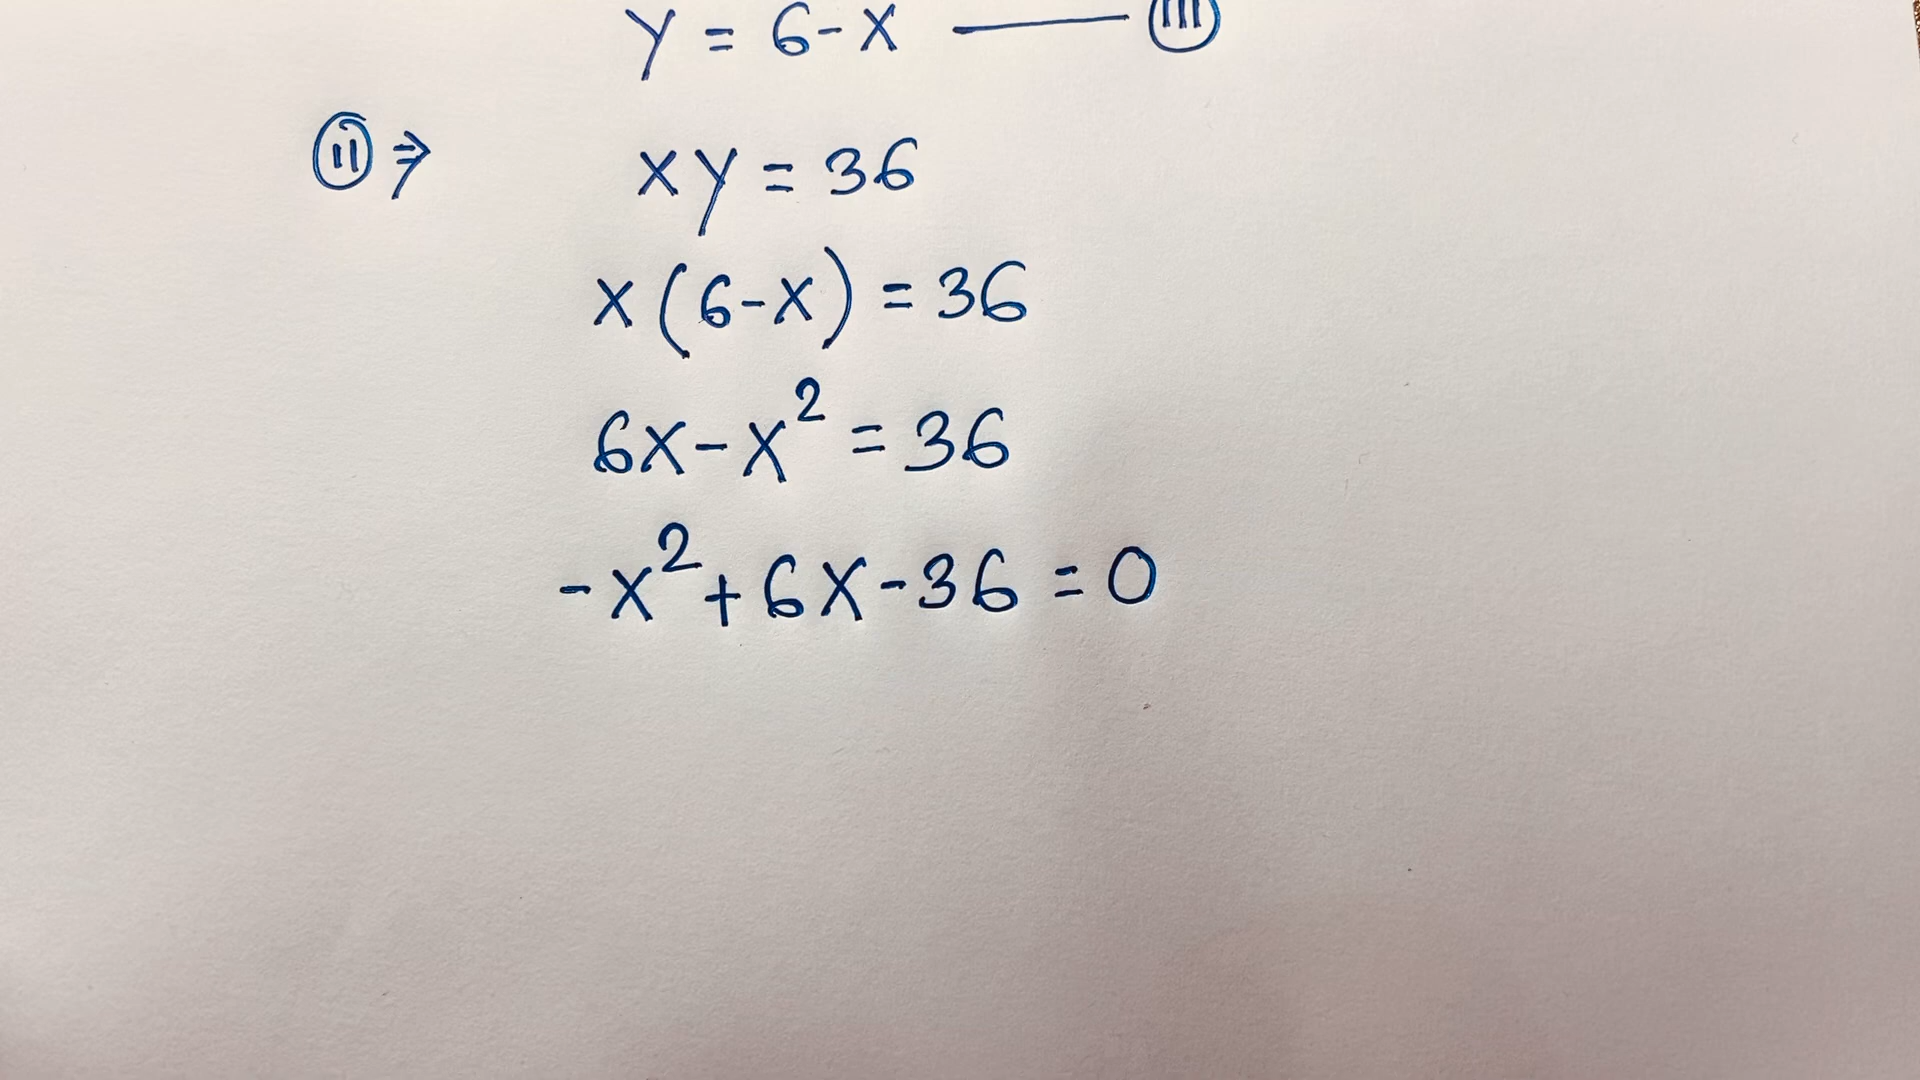 y = 6-x —— (iii)
(ii) ⇒ xy = 36
x(6-x) = 36
6x-x² = 36
-x²+6x-36 = 0